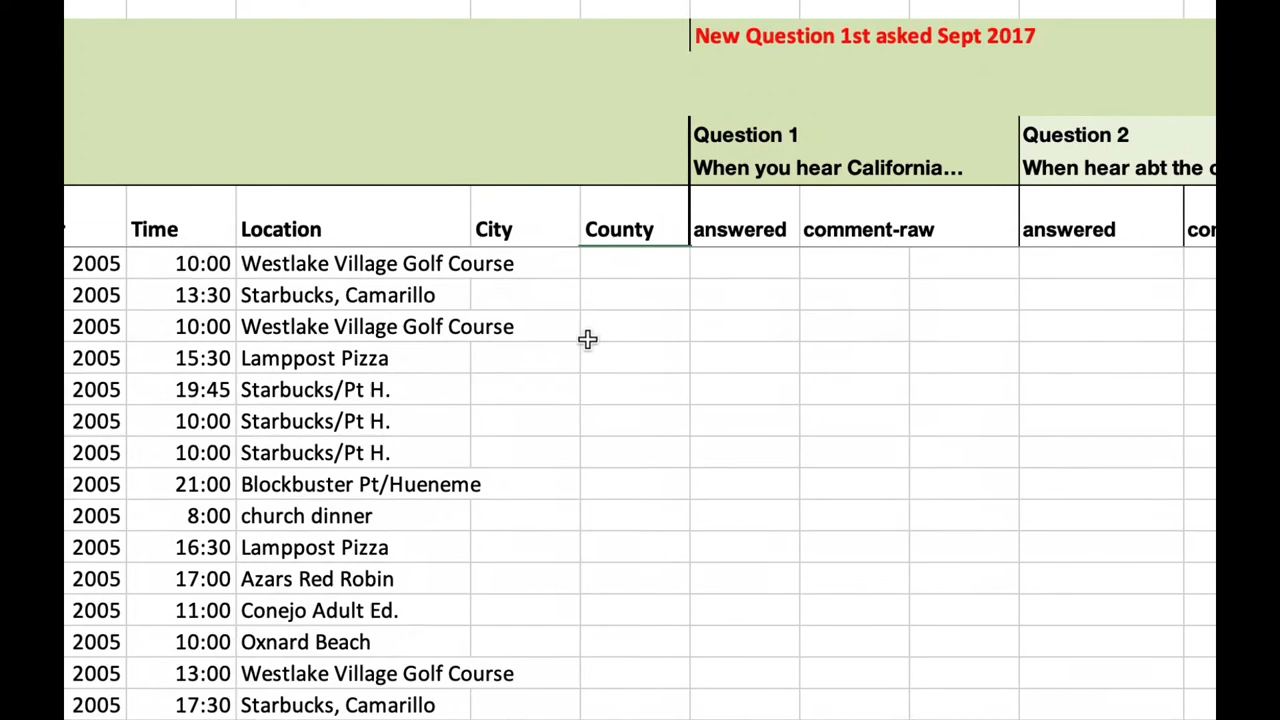 New Question 1st asked Sept 2017
Question 1 Question 2
When you hear California... When hear abt the
Time Location City County answered comment-raw answered
2005 10:00 Westlake Village Golf Course
2005 13:30 Starbucks, Camarillo
2005 10:00 Westlake Village Golf Course
2005 15:30 Lamppost Pizza
2005 19:45 Starbucks/Pt H.
2005 10:00 Starbucks/Pt H.
2005 10:00 Starbucks/Pt H.
2005 21:00 Blockbuster Pt/Hueneme
2005 8:00 church dinner
2005 16:30 Lamppost Pizza
2005 17:00 Azars Red Robin
2005 11:00 Conejo Adult Ed.
2005 10:00 Oxnard Beach
2005 13:00 Westlake Village Golf Course
2005 17:30 Starbucks, Camarillo